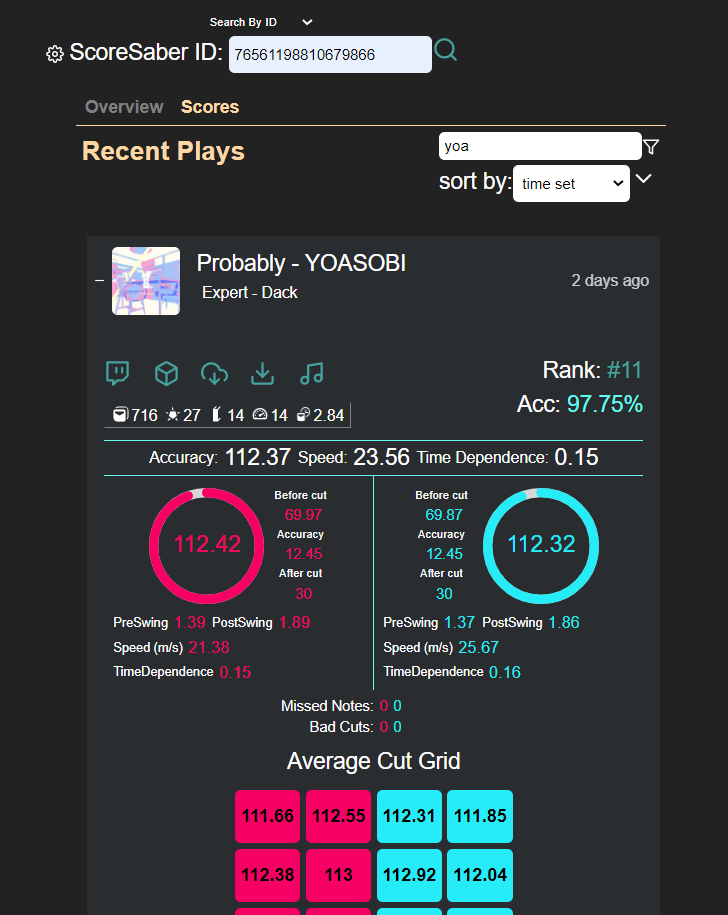 Search By ID
ScoreSaber ID: 76561198810679866
Overview Scores
Recent Plays
yoa
sort by: time set
Probably - YOASOBI
Expert - Dack
2 days ago
Rank: #11
Acc: 97.75%
716 27 14 14 2.84
Accuracy: 112.37 Speed: 23.56 Time Dependence: 0.15
112.42
Before cut
69.97
Accuracy
12.45
After cut
30
PreSwing 1.39 PostSwing 1.89
Speed (m/s) 21.38
TimeDependence 0.15
Before cut
69.87
Accuracy
12.45
After cut
30
112.32
PreSwing 1.37 PostSwing 1.86
Speed (m/s) 25.67
TimeDependence 0.16
Missed Notes: 0 0
Bad Cuts: 0 0
Average Cut Grid
111.66 112.55 112.31 111.85
112.38 113 112.92 112.04